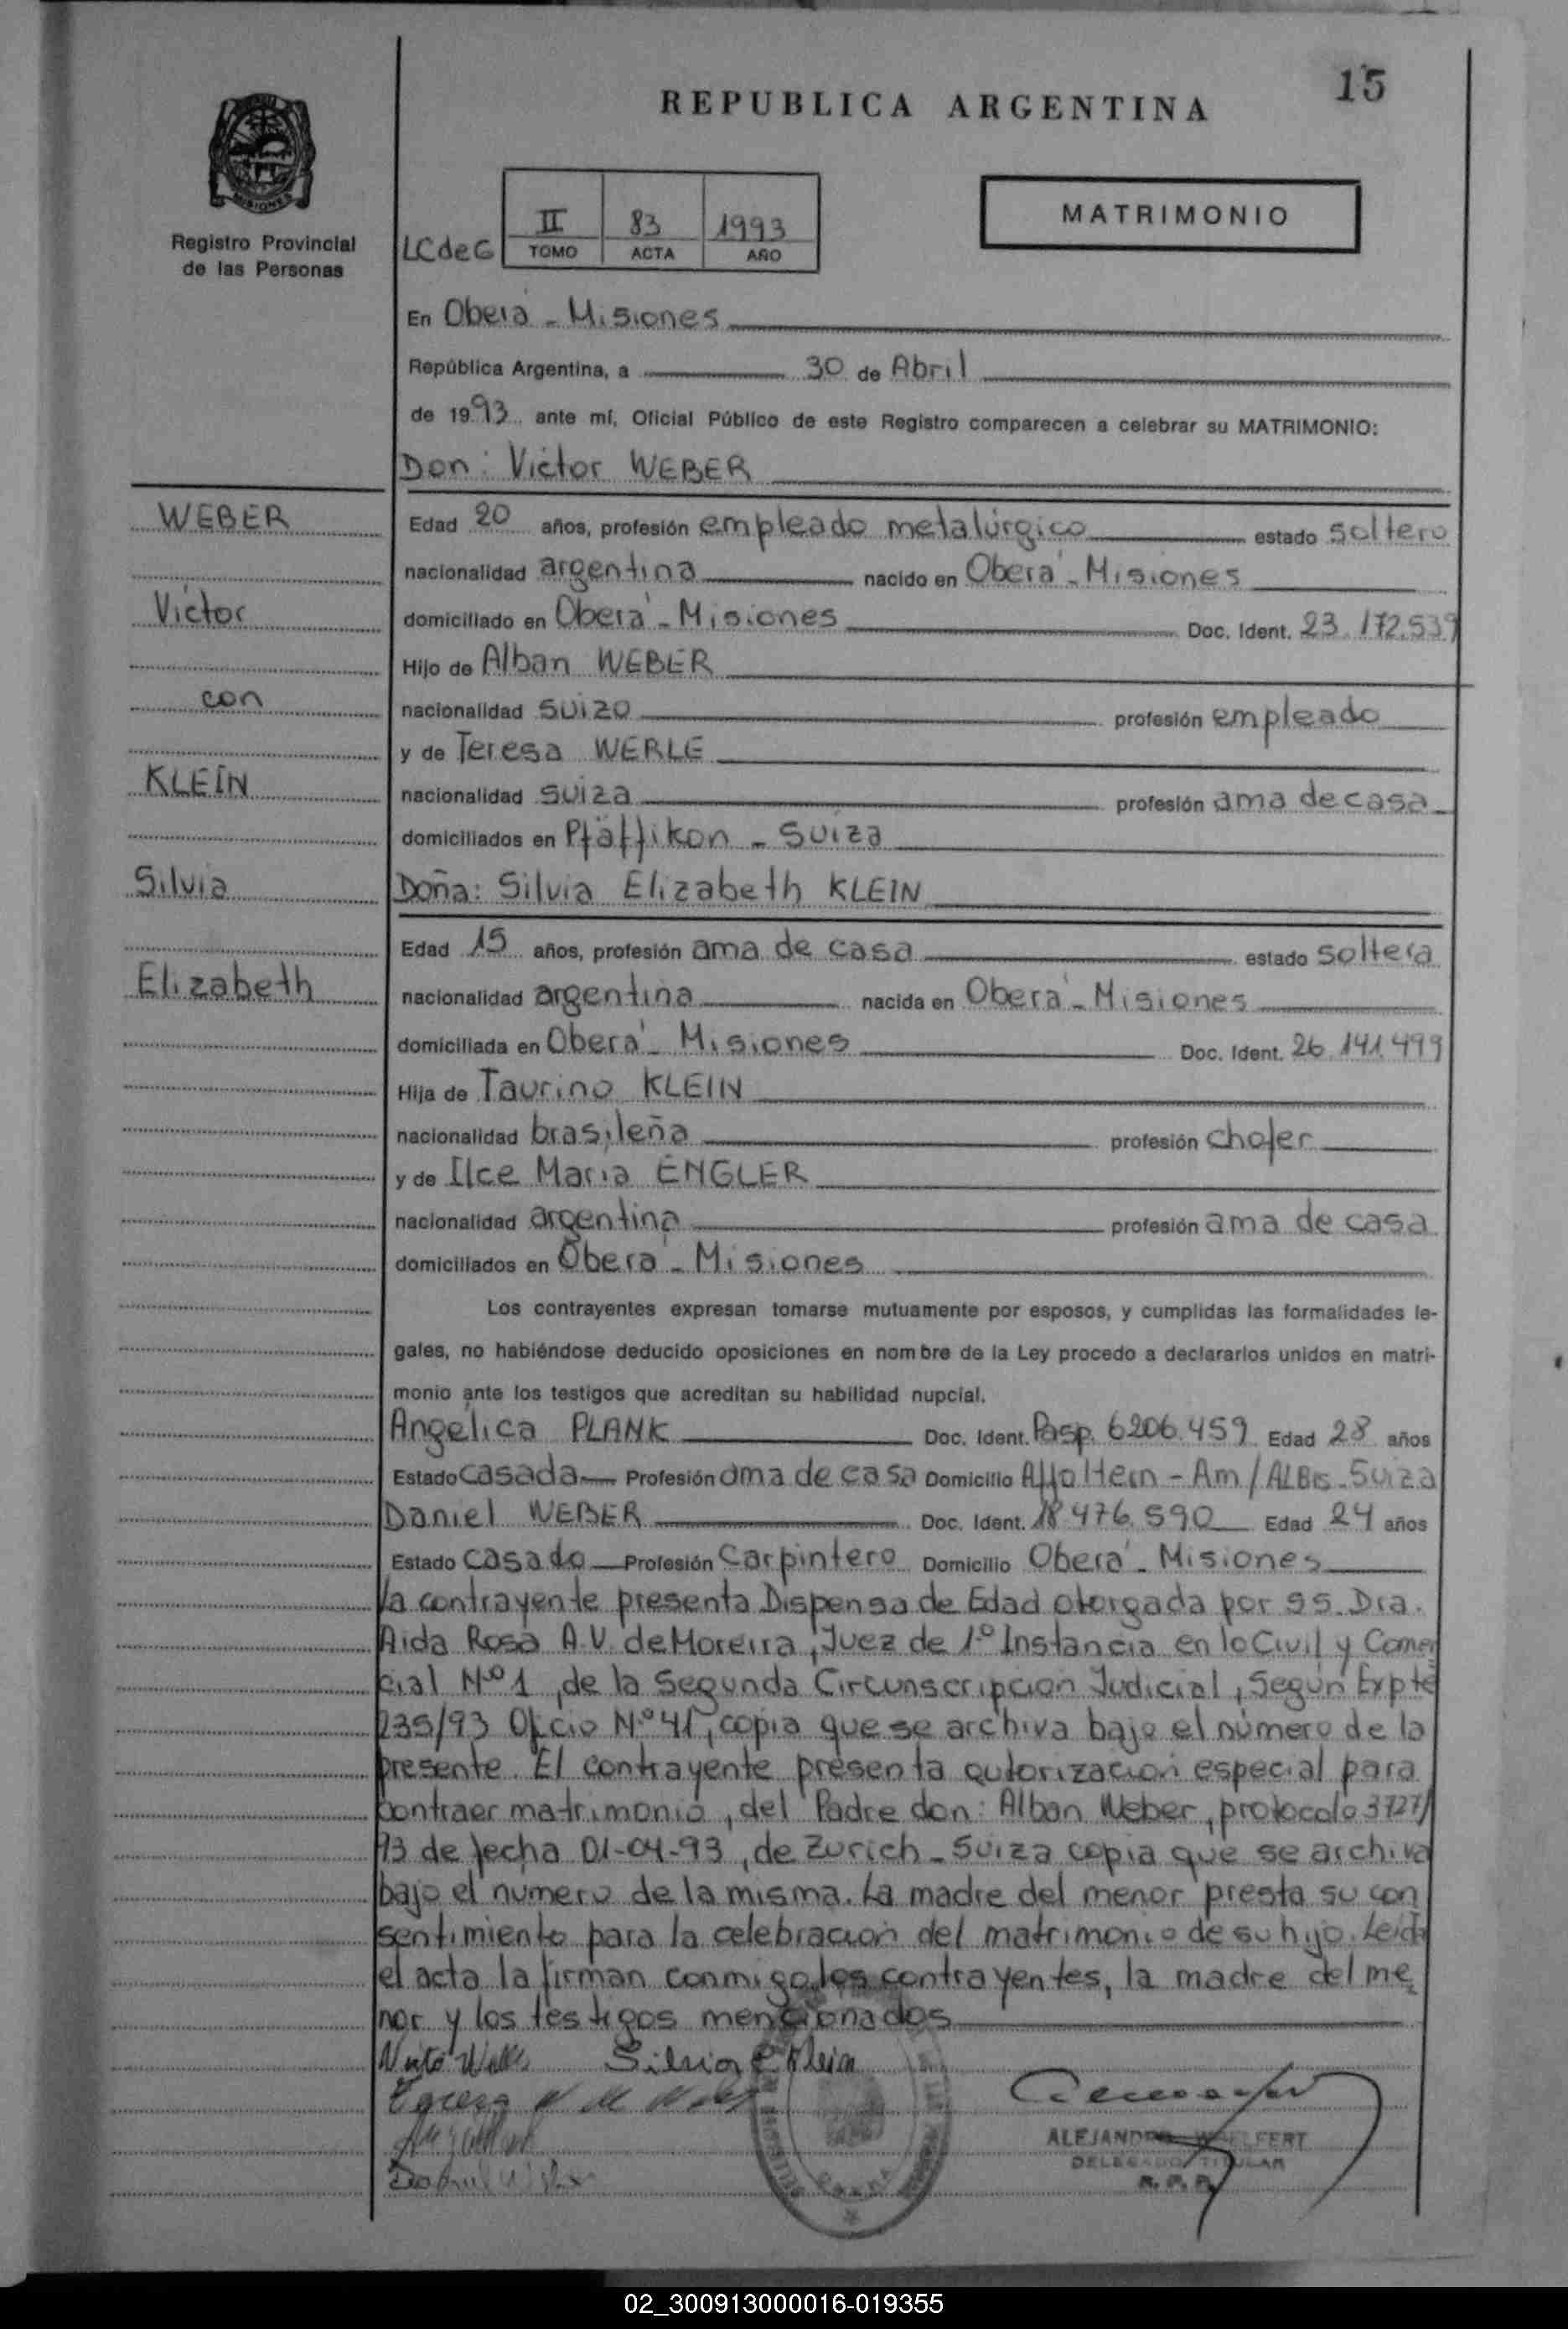 15
REPUBLICA ARGENTINA
MISIONES
Registro Provincial
de las Personas
LCdeG
II 83 1993
TOMO ACTA AÑO
MATRIMONIO
En Oberá - Misiones
República Argentina, a 30 de Abril
de 1993 ante mí, Oficial Público de este Registro comparecen a celebrar su MATRIMONIO:
Don: Víctor WEBER
WEBER
Edad 20 años, profesión empleado metalúrgico estado soltero
nacionalidad argentina nacido en Oberá - Misiones
Víctor
domiciliado en Oberá - Misiones Doc. Ident. 23.172.539
Hijo de Alban WEBER
con
nacionalidad suizo profesión empleado
y de Teresa WERLE
KLEIN
nacionalidad suiza profesión ama de casa
domiciliados en Pfäffikon - Suiza
Silvia
Doña: Silvia Elizabeth KLEIN
Edad 15 años, profesión ama de casa estado soltera
Elizabeth
nacionalidad argentina nacida en Oberá - Misiones
domiciliada en Oberá - Misiones Doc. Ident. 26.141.499
Hija de Taurino KLEIN
nacionalidad brasileña profesión chofer
y de Ilce María ENGLER
nacionalidad argentina profesión ama de casa
domiciliados en Oberá - Misiones
Los contrayentes expresan tomarse mutuamente por esposos, y cumplidas las formalidades le-
gales, no habiéndose deducido oposiciones en nombre de la Ley procedo a declararlos unidos en matri-
monio ante los testigos que acreditan su habilidad nupcial.
Angélica PLANK Doc. Ident. Pasp. 6206.459 Edad 28 años
Estado casada Profesión ama de casa Domicilio Affoltern - Am/ALBIS - Suiza
Daniel WEBER Doc. Ident. 18.476.590 Edad 24 años
Estado casado Profesión carpintero Domicilio Oberá - Misiones
La contrayente presenta Dispensa de Edad otorgada por SS. Dra.
Aida Rosa A.V. de Moreira, Juez de 1º Instancia en lo Civil y Comer
cial Nº 1, de la Segunda Circunscripción Judicial, Según Expte
235/93 Oficio Nº 41, copia que se archiva bajo el número de la
presente. El contrayente presenta autorización especial para
contraer matrimonio, del Padre don: Alban Weber, protocolo 3727/
93 de fecha 01-04-93, de Zurich - Suiza copia que se archiva
bajo el numero de la misma. La madre del menor presta su con
sentimiento para la celebración del matrimonio de su hijo. Leida
el acta la firman conmigo los contrayentes, la madre del me
nor y los testigos mencionados
Silvia E Klein
ALEJANDRO WAELFERT
DELEGADO TITULAR
R. P. P.
02_300913000016-019355